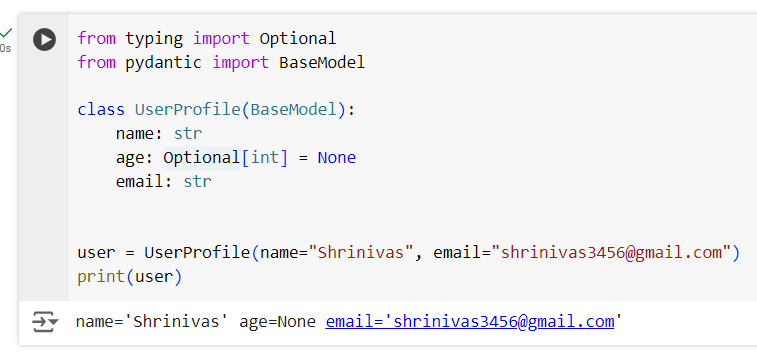 from typing import Optional
from pydantic import BaseModel
class UserProfile(BaseModel):
    name: str
    age: Optional[int] = None
    email: str
user = UserProfile(name="Shrinivas", email="shrinivas3456@gmail.com")
print(user)
name='Shrinivas' age=None email='shrinivas3456@gmail.com'
0s